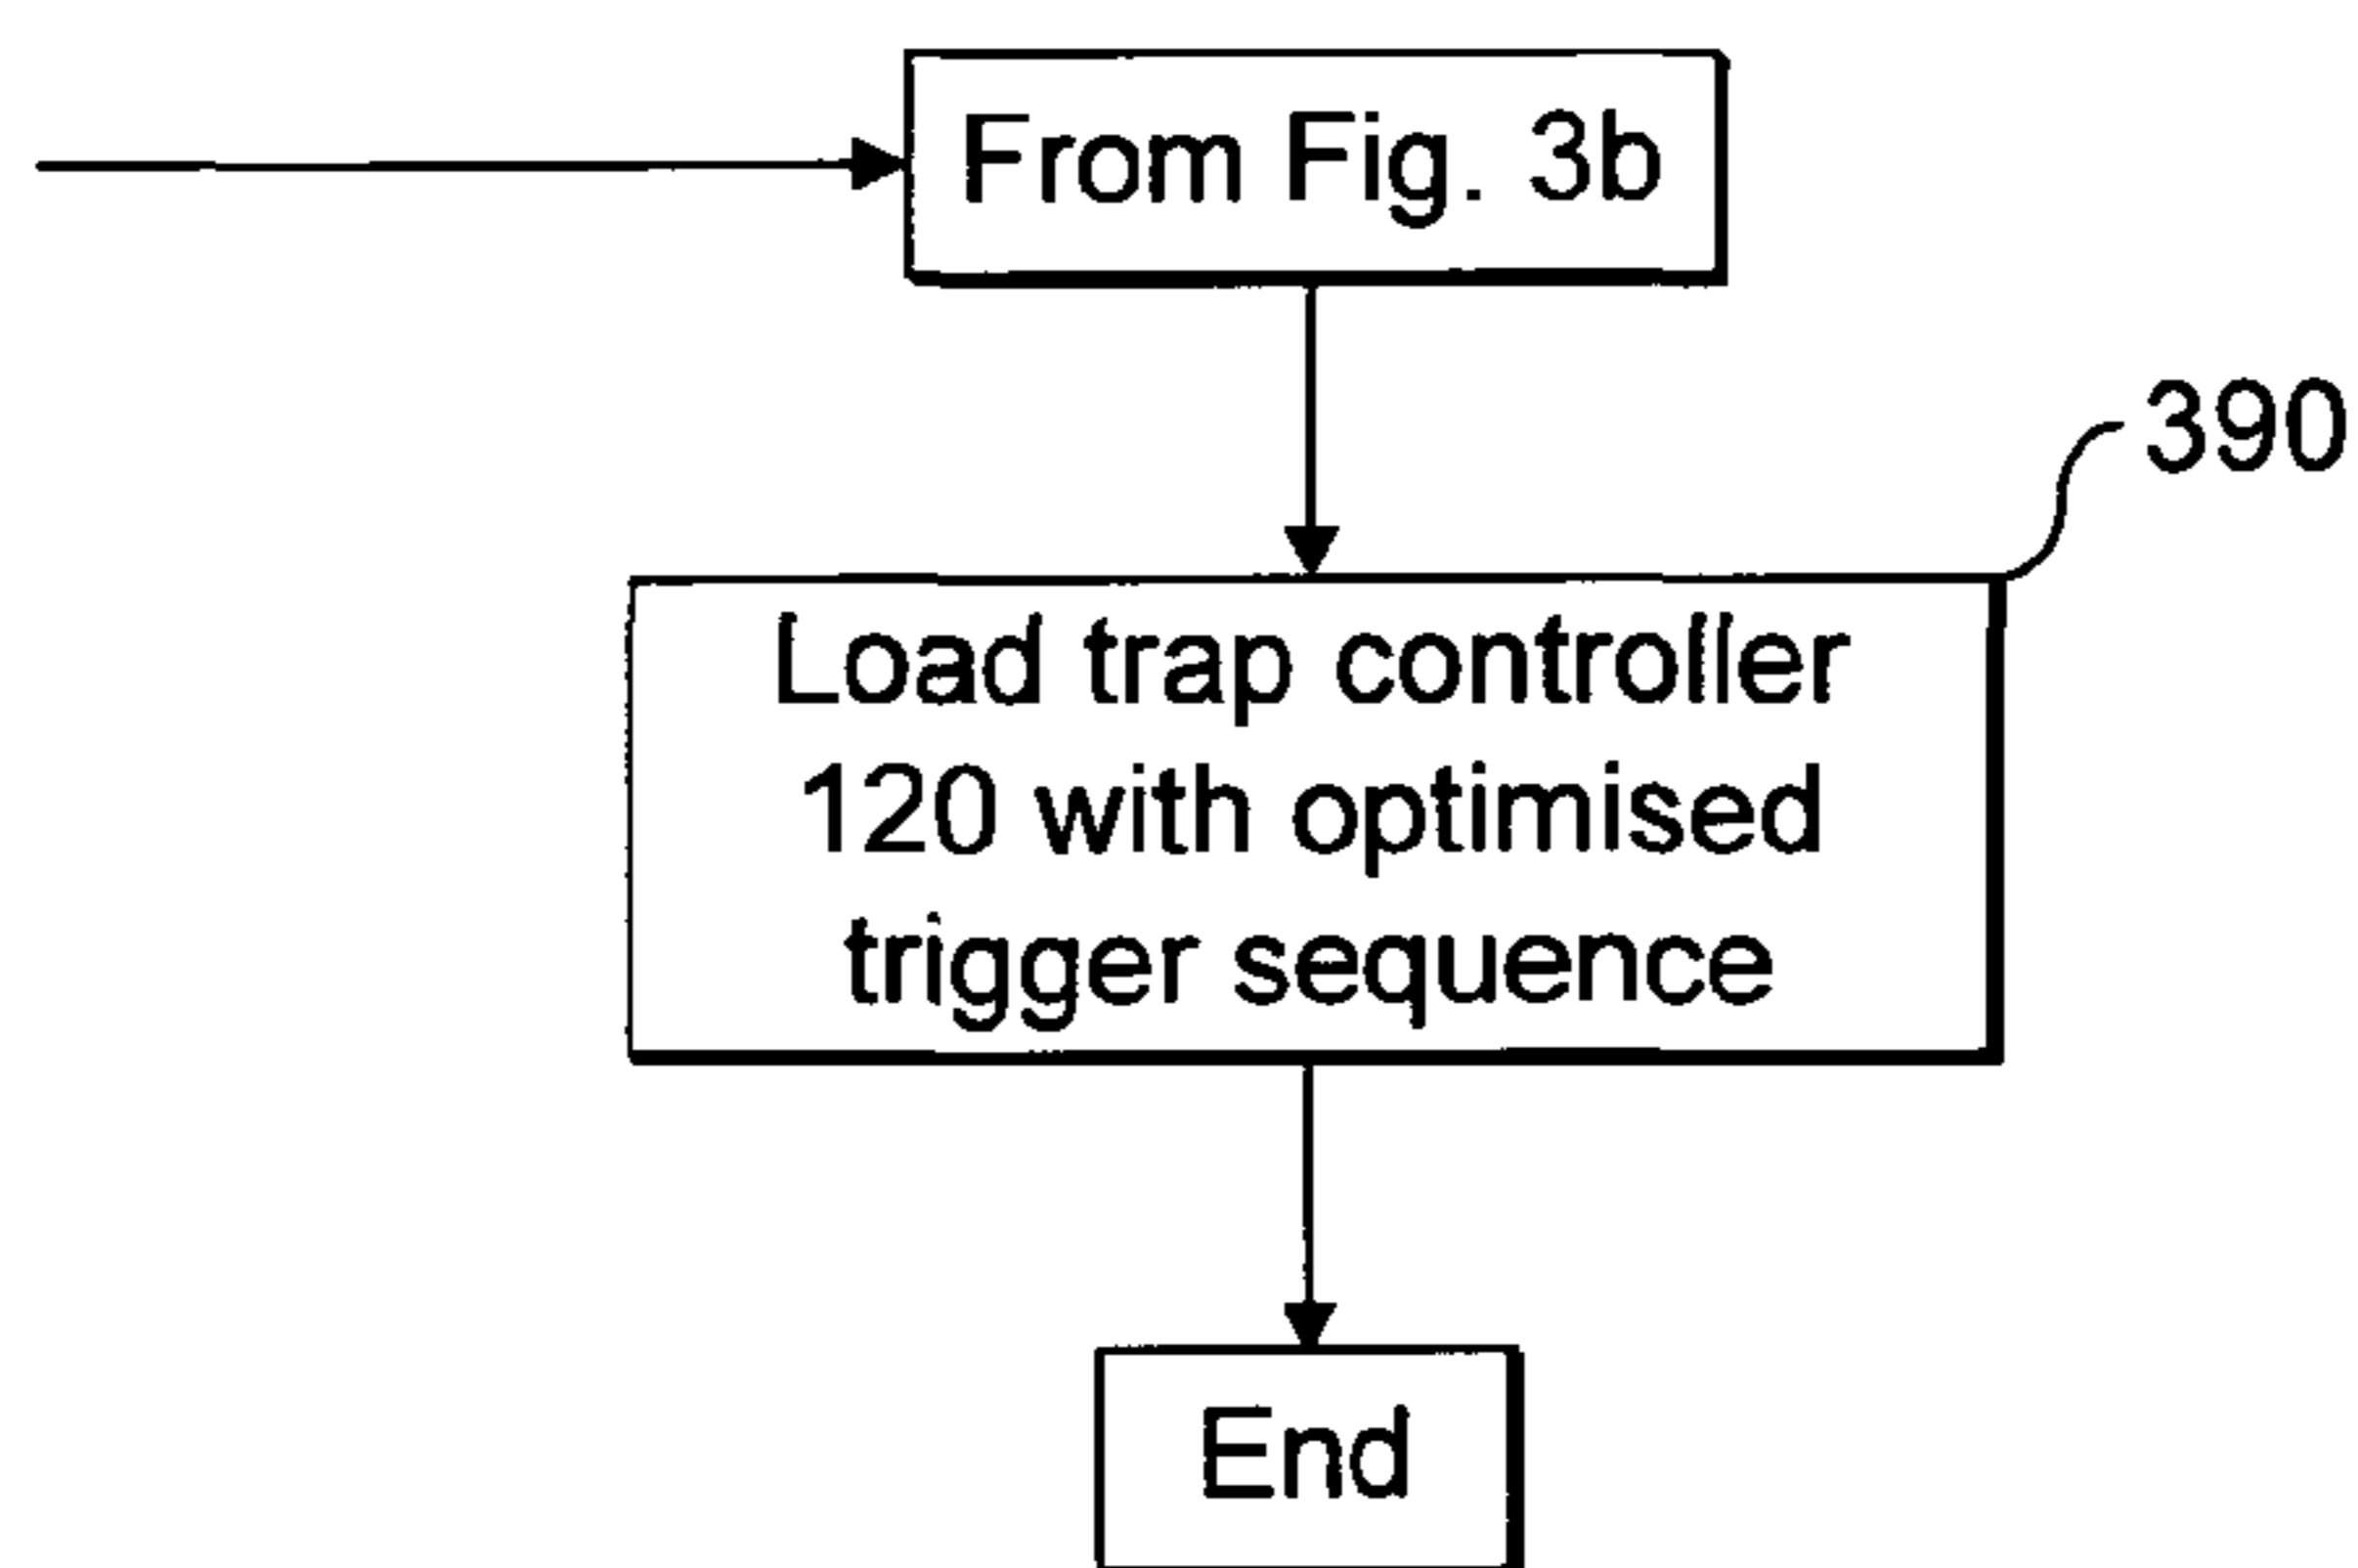 From Fig. 3b
390
Load trap controller
120 with optimised
trigger sequence
End